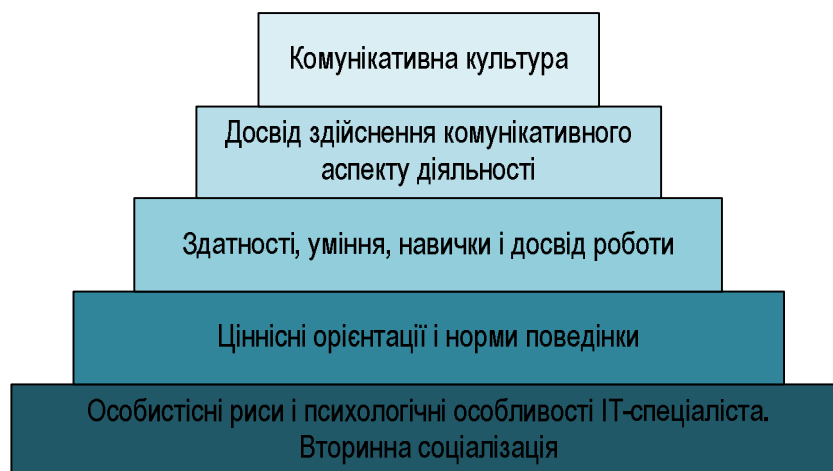 Комунікативна культура
Досвід здійснення комунікативного
аспекту діяльності
Здатності, уміння, навички і досвід роботи
Ціннісні орієнтації і норми поведінки
Особистісні риси і психологічні особливості ІТ-спеціаліста.
Вторинна соціалізація